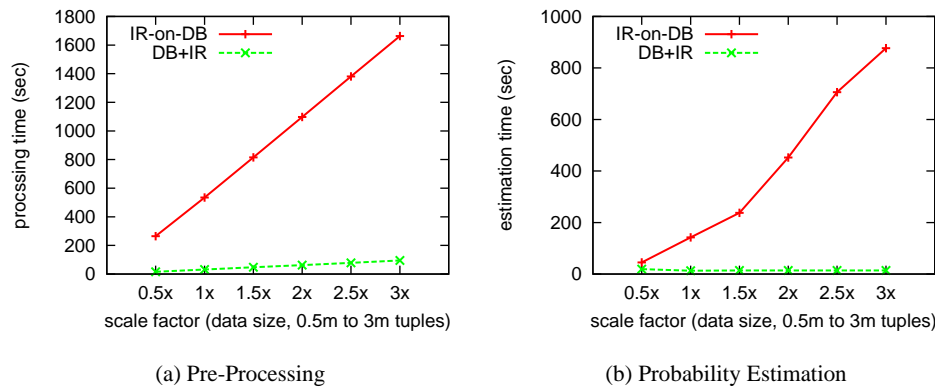 procssing time (sec)
1800
1600
1400
1200
1000
800
600
400
200
0
IR-on-DB
DB+IR
0.5x 1x 1.5x 2x 2.5x 3x
scale factor (data size, 0.5m to 3m tuples)
(a) Pre-Processing
estimation time (sec)
1000
800
600
400
200
0
IR-on-DB
DB+IR
0.5x 1x 1.5x 2x 2.5x 3x
scale factor (data size, 0.5m to 3m tuples)
(b) Probability Estimation